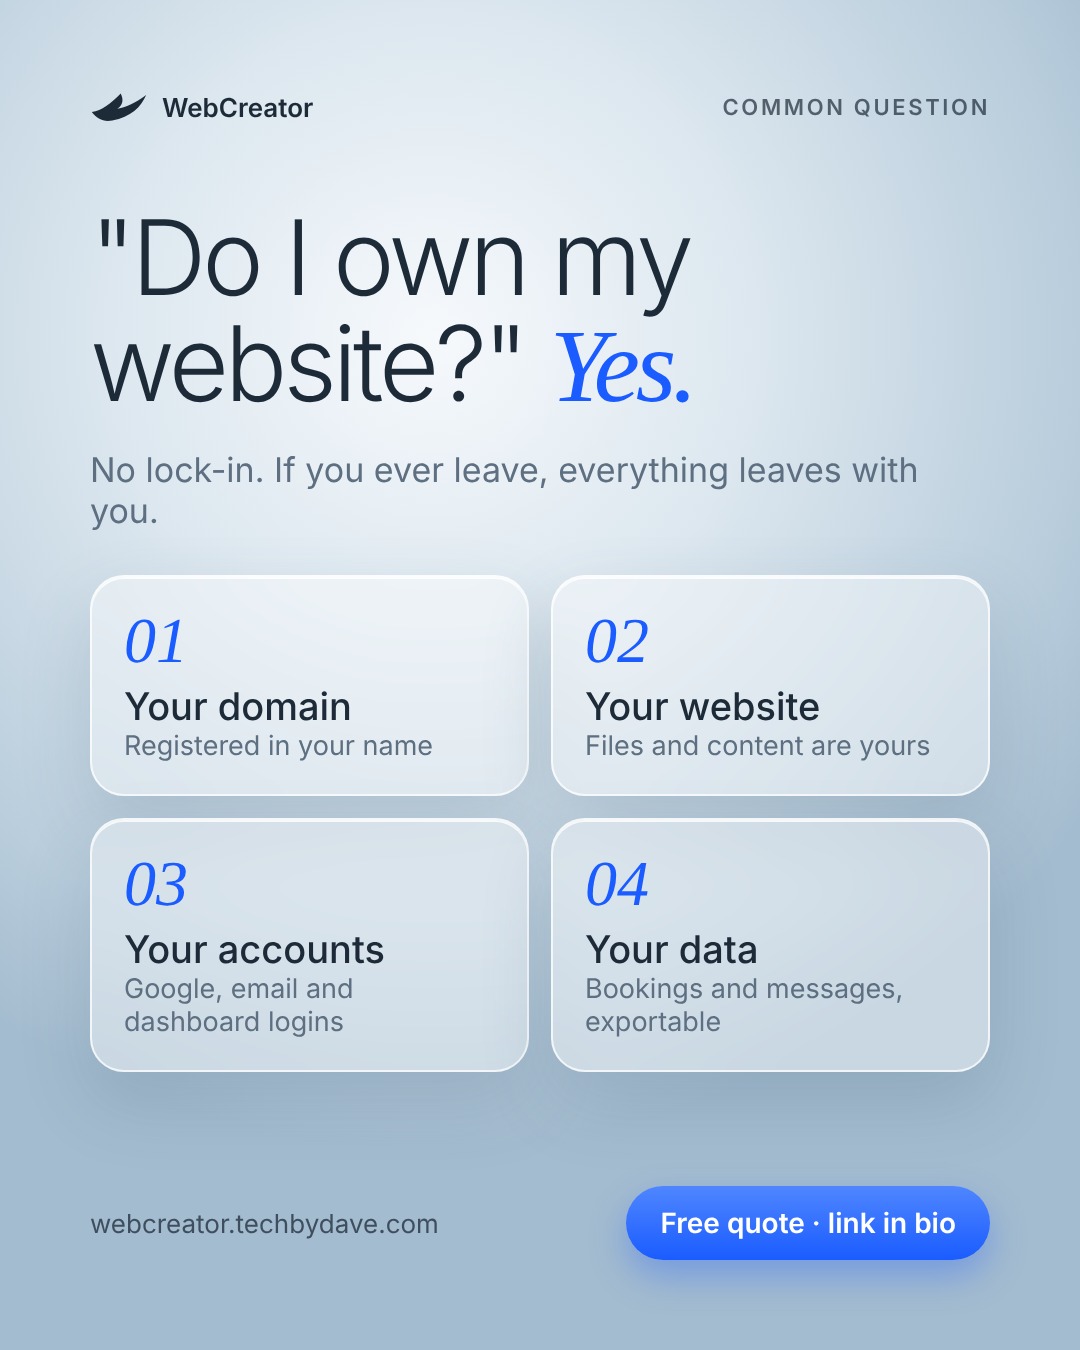 WebCreator
COMMON QUESTION
"Do I own my
website?" Yes.
No lock-in. If you ever leave, everything leaves with
you.
01
Your domain
Registered in your name
02
Your website
Files and content are yours
03
Your accounts
Google, email and
dashboard logins
04
Your data
Bookings and messages,
exportable
webcreator.techbydave.com
Free quote · link in bio